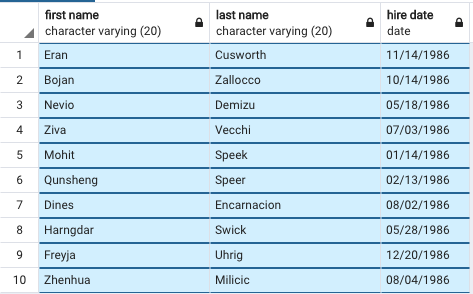 first name last name hire date
character varying (20) character varying (20) date
1 Eran Cusworth 11/14/1986
2 Bojan Zallocco 10/14/1986
3 Nevio Demizu 05/18/1986
4 Ziva Vecchi 07/03/1986
5 Mohit Speek 01/14/1986
6 Qunsheng Speer 02/13/1986
7 Dines Encarnacion 08/02/1986
8 Harngdar Swick 05/28/1986
9 Freyja Uhrig 12/20/1986
10 Zhenhua Milicic 08/04/1986